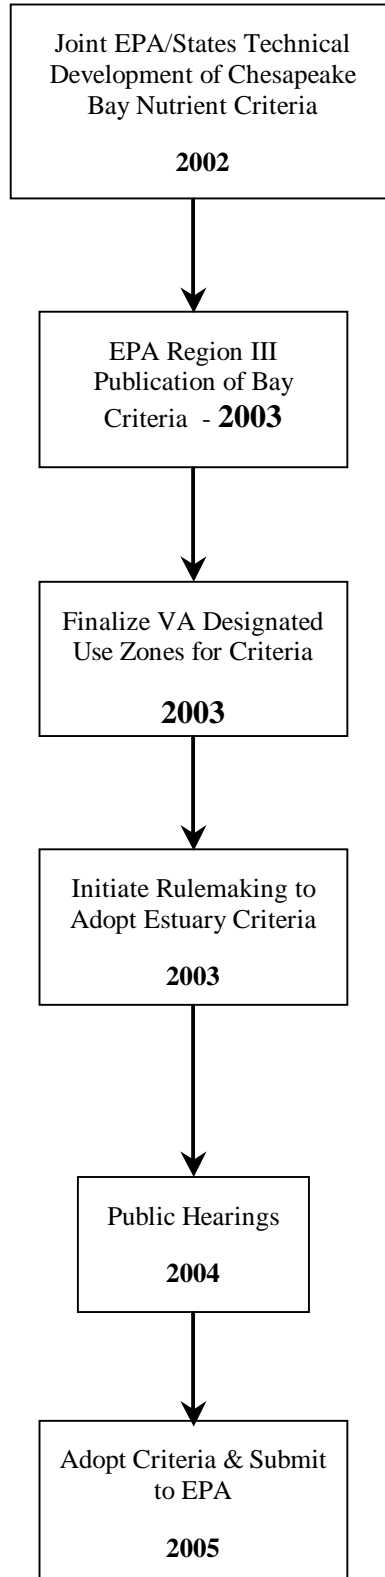 Joint EPA/States Technical
Development of Chesapeake
Bay Nutrient Criteria
2002
EPA Region III
Publication of Bay
Criteria - 2003
Finalize VA Designated
Use Zones for Criteria
2003
Initiate Rulemaking to
Adopt Estuary Criteria
2003
Public Hearings
2004
Adopt Criteria & Submit
to EPA
2005